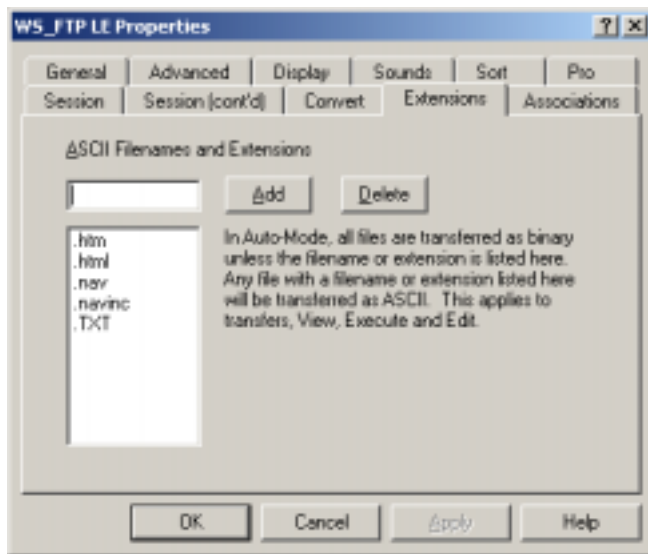 WS_FTP LE Properties
General Advanced Display Sounds Sort Pro
Session Session (cont'd) Convert Extensions Associations
ASCII Filenames and Extensions
Add Delete
.htm
.html
.nav
.navinc
.TXT
In Auto-Mode, all files are transferred as binary
unless the filename or extension is listed here.
Any file with a filename or extension listed here
will be transferred as ASCII. This applies to
transfers, View, Execute and Edit.
OK Cancel Apply Help